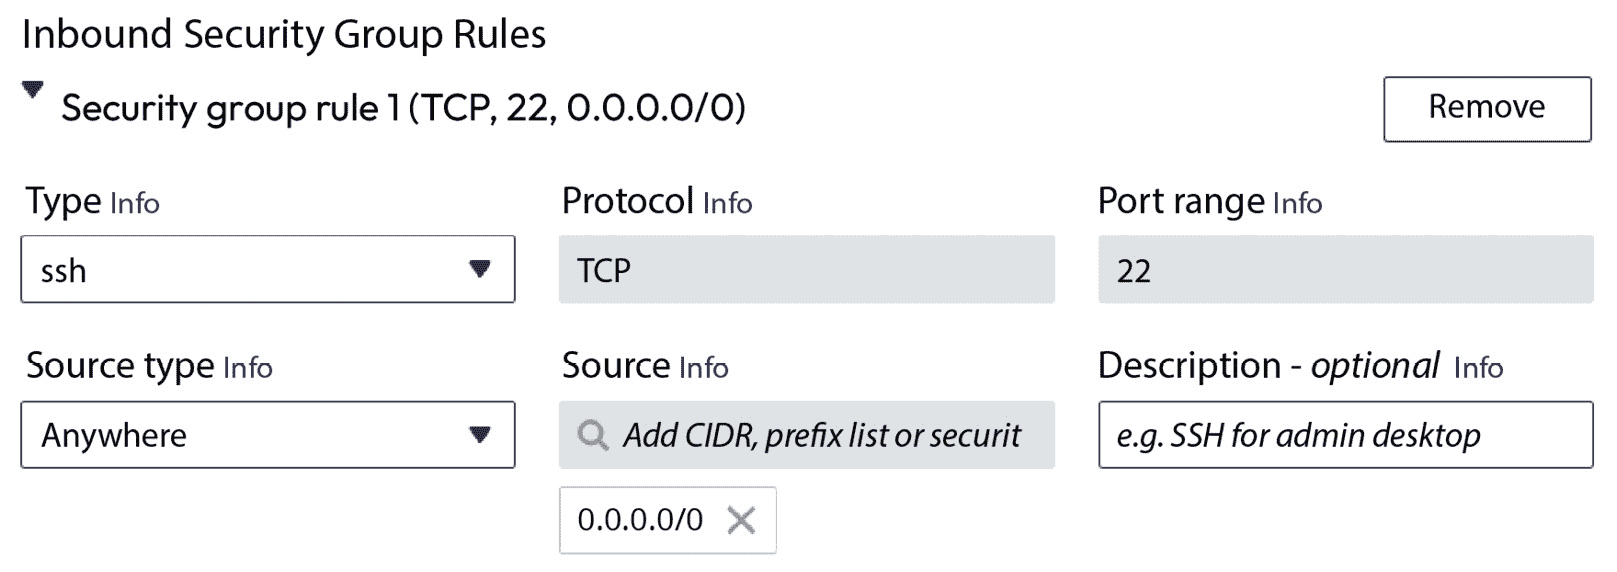 Inbound Security Group Rules
Security group rule 1 (TCP, 22, 0.0.0.0/0)
Remove
Type Info
Protocol Info
Port range Info
ssh
TCP
22
Source type Info
Source Info
Description - optional Info
Anywhere
Add CIDR, prefix list or securit
e.g. SSH for admin desktop
0.0.0.0/0